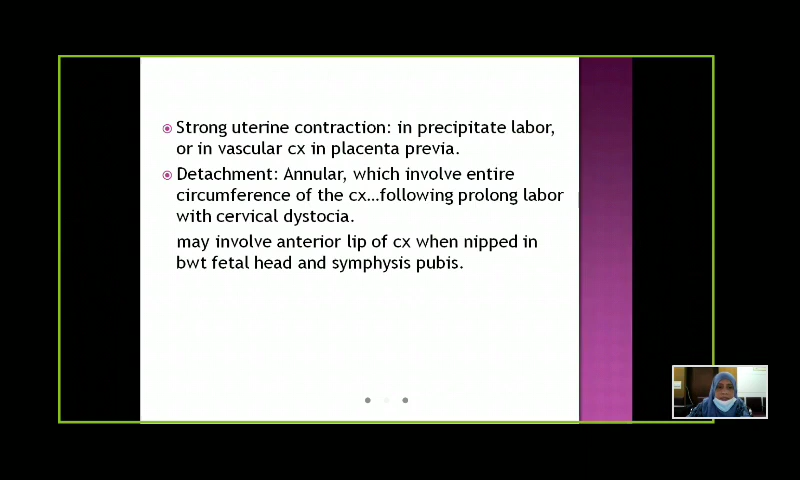 Strong uterine contraction: in precipitate labor,
or in vascular cx in placenta previa.
Detachment: Annular, which involve entire
circumference of the cx...following prolong labor
with cervical dystocia.
may involve anterior lip of cx when nipped in
bwt fetal head and symphysis pubis.